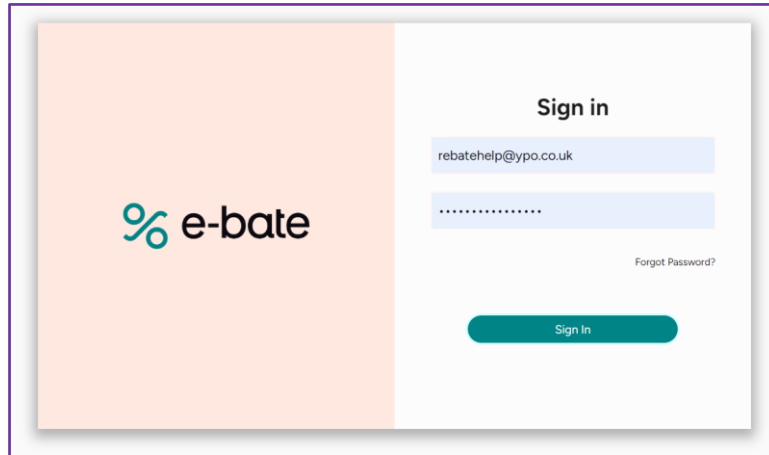 Sign in
rebatehelp@ypo.co.uk
••••••••••••••••
% e-bate
Forgot Password?
Sign In